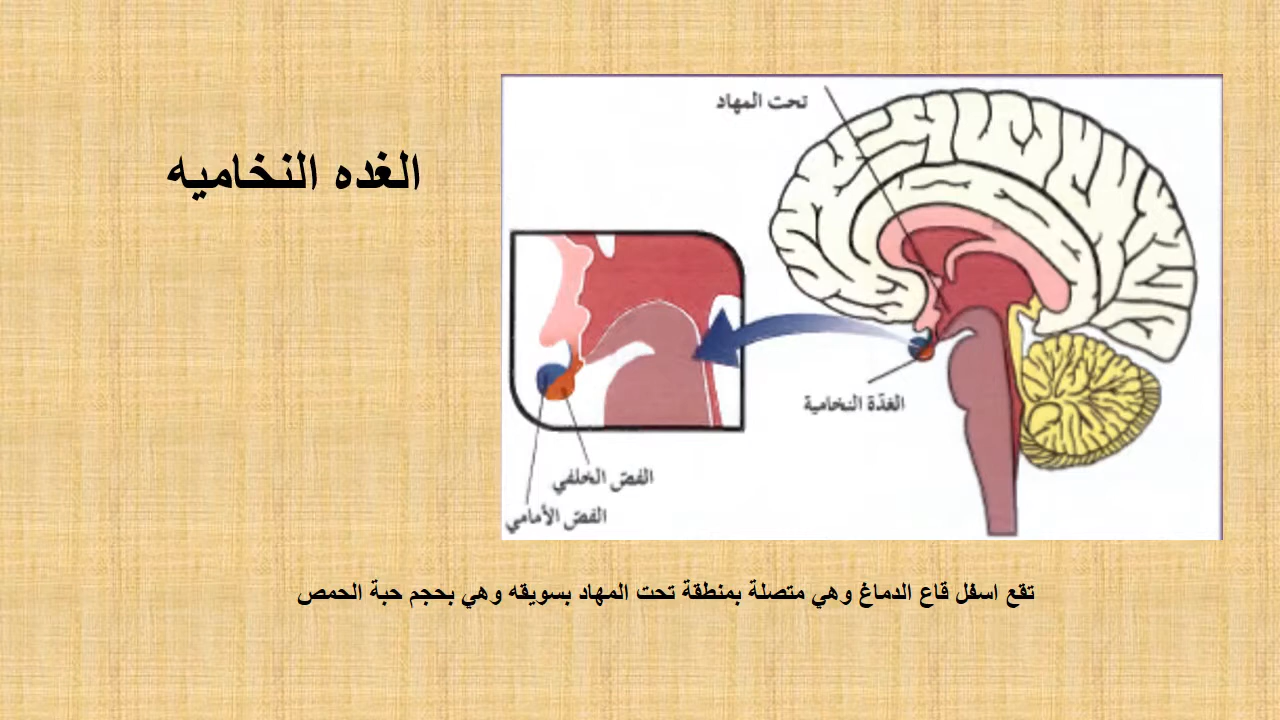 الغده النخاميه
تحت المهاد
الغدّة النخامية
الفصّ الخلفي
الفصّ الأمامي
تقع اسفل قاع الدماغ وهي متصلة بمنطقة تحت المهاد بسويقه وهي بحجم حبة الحمص